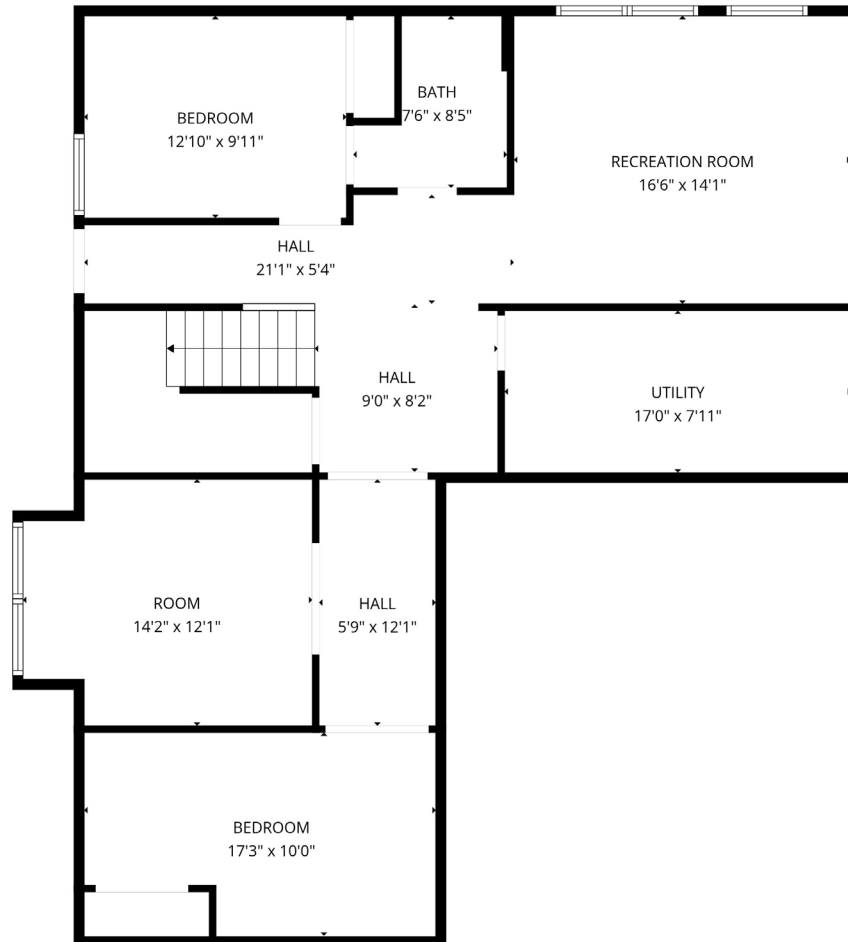 BEDROOM
12'10" x 9'11"
BATH
7'6" x 8'5"
RECREATION ROOM
16'6" x 14'1"
HALL
21'1" x 5'4"
HALL
9'0" x 8'2"
UTILITY
17'0" x 7'11"
ROOM
14'2" x 12'1"
HALL
5'9" x 12'1"
BEDROOM
17'3" x 10'0"